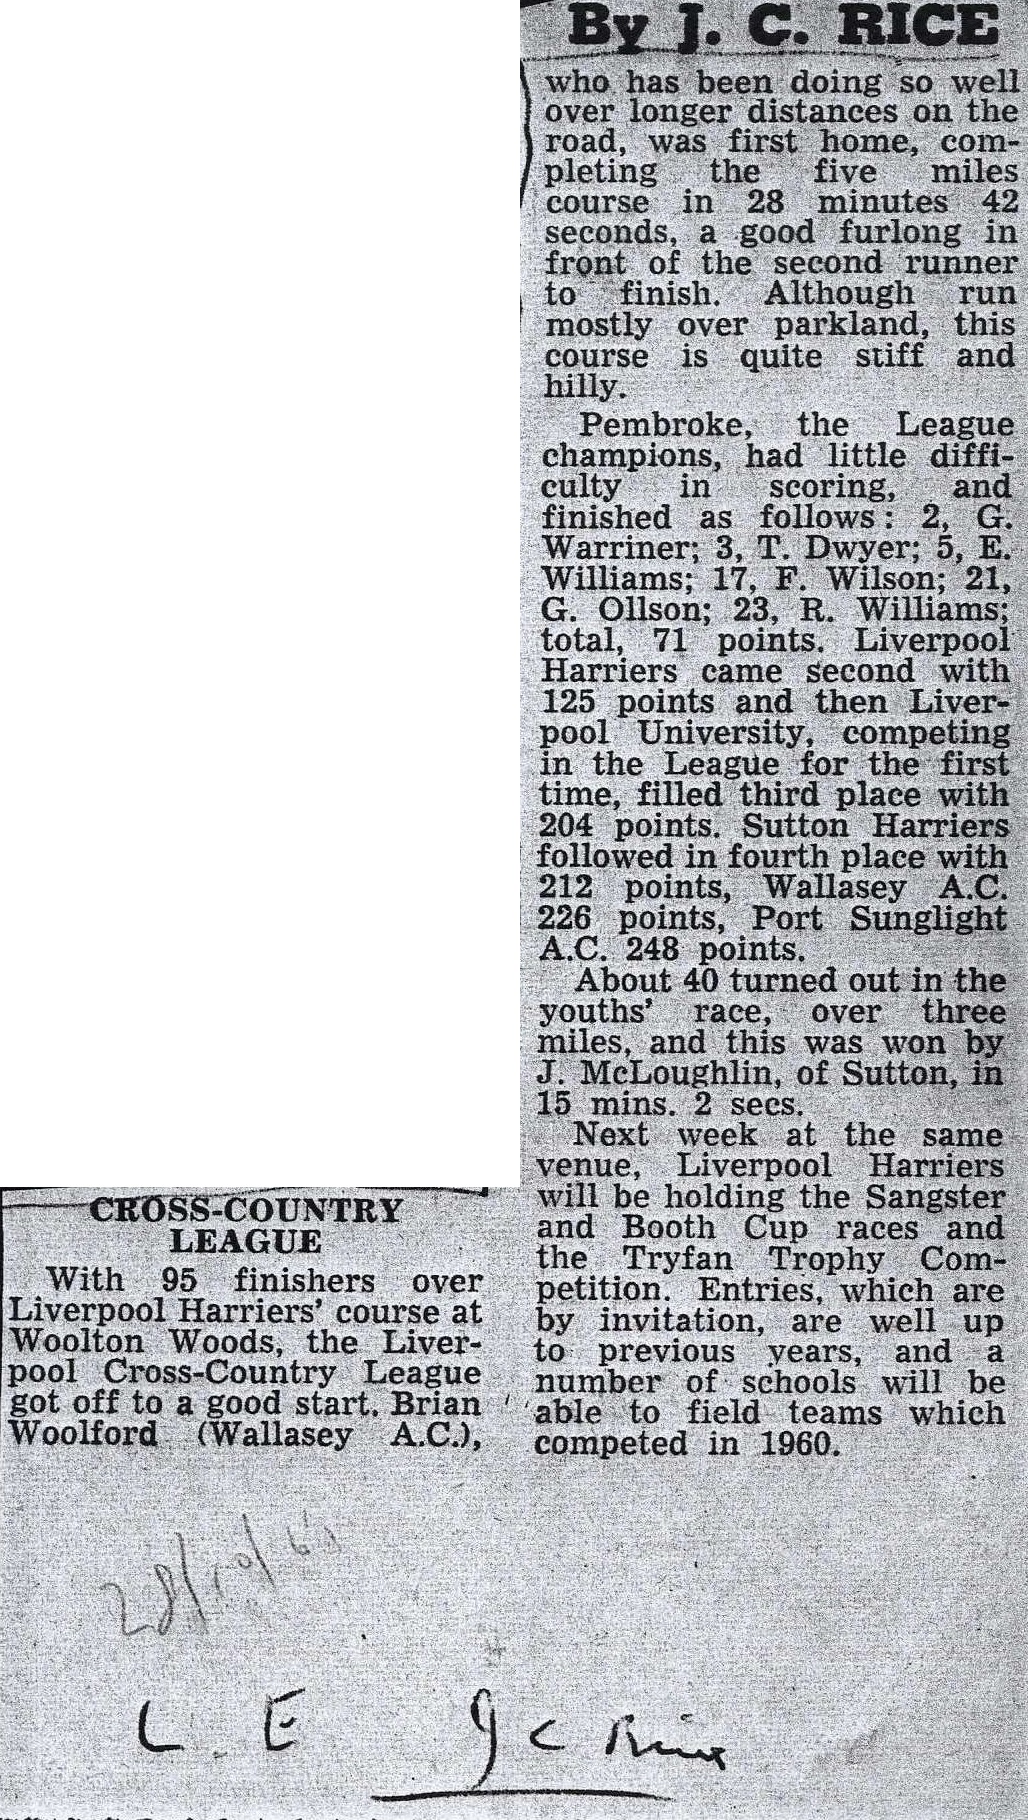 By J. C. RICE
CROSS-COUNTRY
LEAGUE
With 95 finishers over
Liverpool Harriers' course at
Woolton Woods, the Liver-
pool Cross-Country League
got off to a good start. Brian
Woolford (Wallasey A.C.),
who has been doing so well
over longer distances on the
road, was first home, com-
pleting the five miles
course in 28 minutes 42
seconds, a good furlong in
front of the second runner
to finish. Although run
mostly over parkland, this
course is quite stiff and
hilly.
Pembroke, the League
champions, had little diffi-
culty in scoring, and
finished as follows: 2, G.
Warriner; 3, T. Dwyer; 5, E.
Williams; 17, F. Wilson; 21,
G. Ollson; 23, R. Williams;
total, 71 points. Liverpool
Harriers came second with
125 points and then Liver-
pool University, competing
in the League for the first
time, filled third place with
204 points. Sutton Harriers
followed in fourth place with
212 points, Wallasey A.C.
226 points, Port Sunglight
A.C. 248 points.
About 40 turned out in the
youths' race, over three
miles, and this was won by
J. McLoughlin, of Sutton, in
15 mins. 2 secs.
Next week at the same
venue, Liverpool Harriers
will be holding the Sangster
and Booth Cup races and
the Tryfan Trophy Com-
petition. Entries, which are
by invitation, are well up
to previous years, and a
number of schools will be
able to field teams which
competed in 1960.
28/10/61
L. E J C Rice